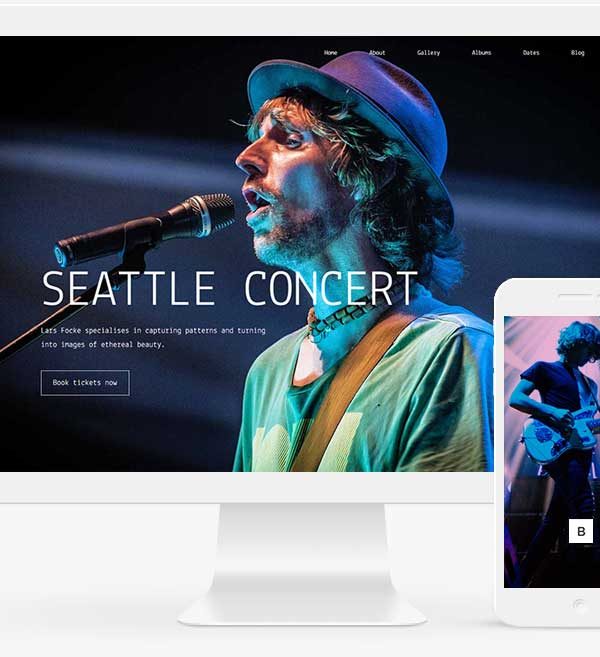 Home About Gallery Albums Dates Blog
SEATTLE CONCERT
Lars Focke specialises in capturing patterns and turning
into images of ethereal beauty.
Book tickets now
B